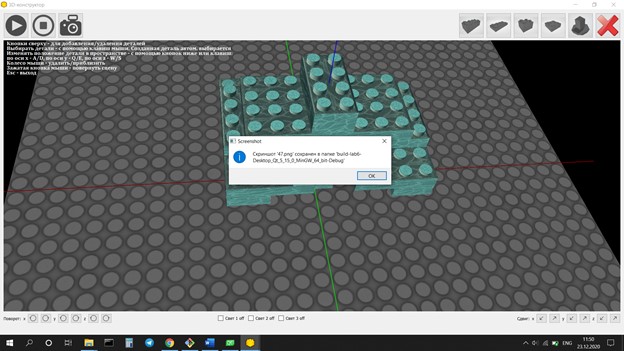 3D-конструктор
Кнопки сверху - для добавления/удаления деталей
Выбирать детали - с помощью клавиш мыши. Созданная деталь автом. выбирается
Изменять положение детали в пространстве - с помощью кнопок ниже или клавиш:
по оси x - A/D, по оси y - Q/E, по оси z - W/S
Колесо мыши - удалить/приблизить
Зажатая кнопка мыши - повернуть сцену
Esc - выход
Screenshot
Скриншот '47.png' сохранен в папке 'build-lab6-
Desktop_Qt_5_15_0_MinGW_64_bit-Debug'
OK
Поворот: x y z
Свет 1 off Свет 2 off Свет 3 off
Сдвиг: x y z
ENG
11:50
23.12.2020